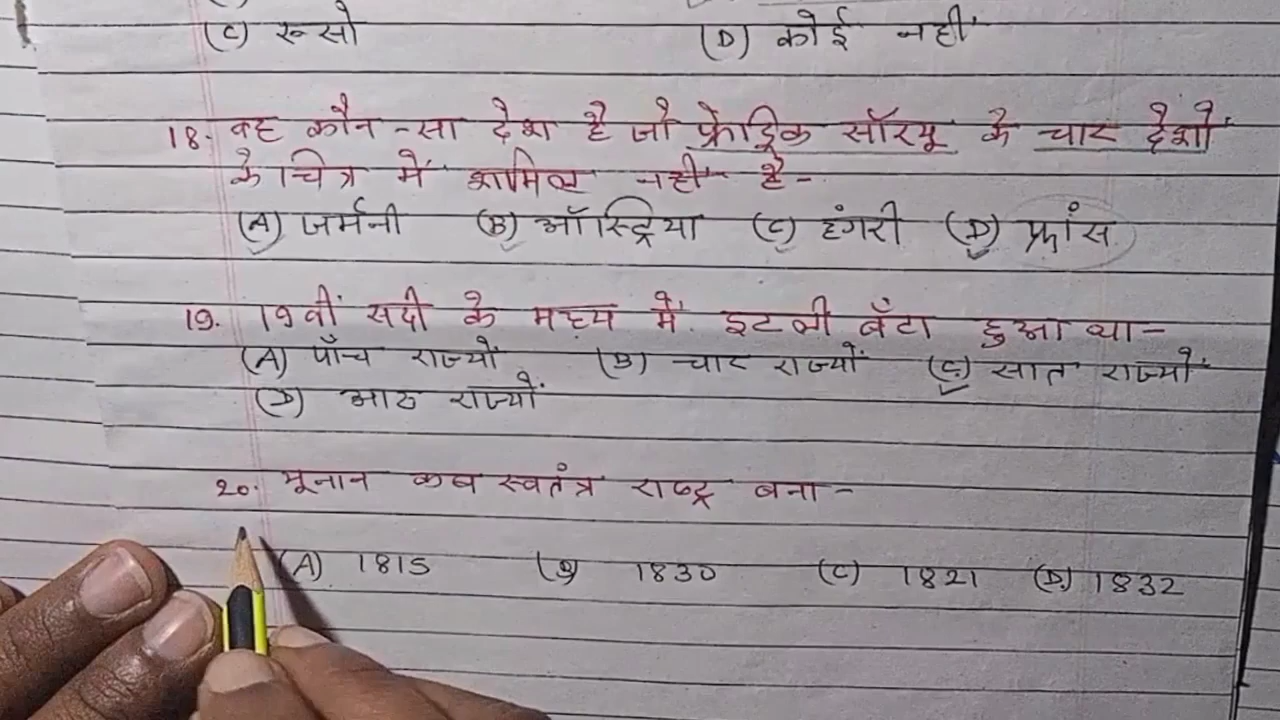 (C) रूसो (D) कोई नहीं
18. वह कौन-सा देश है जो फ्रेड्रिक सॉरयू के चार देशों
के चित्र में शामिल नहीं है-
(A) जर्मनी (B) ऑस्ट्रिया (C) हंगरी (D) फ्रांस
19. 19वीं सदी के मध्य में इटली बँटा हुआ था-
(A) पाँच राज्यों (B) चार राज्यों (C) सात राज्यों
(D) आठ राज्यों
20. यूनान कब स्वतंत्र राष्ट्र बना-
(A) 1815 (B) 1830 (C) 1821 (D) 1832